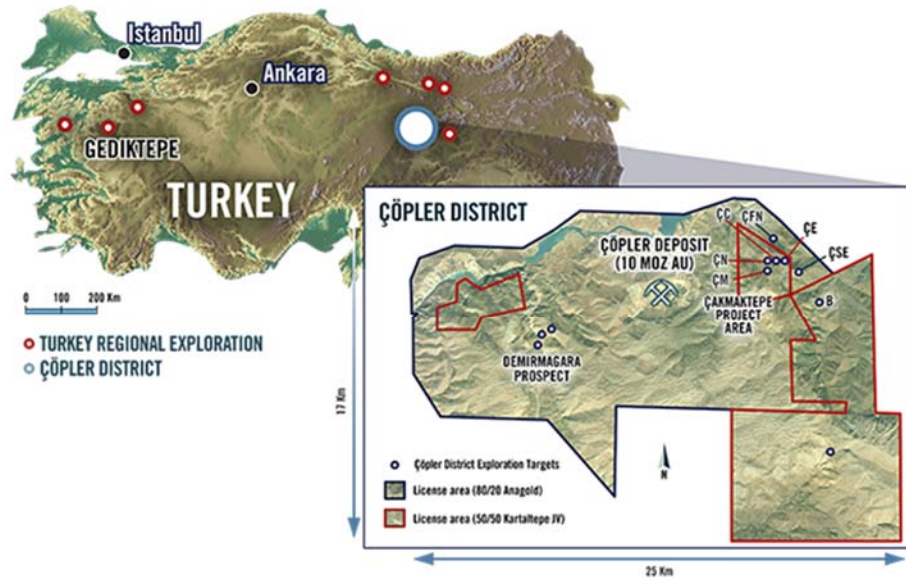 Istanbul
Ankara
GEDIKTEPE
TURKEY
0 100 200 Km
TURKEY REGIONAL EXPLORATION
ÇÖPLER DISTRICT
ÇÖPLER DISTRICT
ÇC
ÇFN
ÇE
ÇÖPLER DEPOSIT
(10 MOZ AU)
ÇN
ÇSE
ÇM
ÇAKMAKTEPE
PROJECT
AREA
B
DEMIRMAGARA
PROSPECT
N
Çöpler District Exploration Targets
License area (80/20 Anagold)
License area (50/50 Kartaltepe JV)
17 Km
25 Km